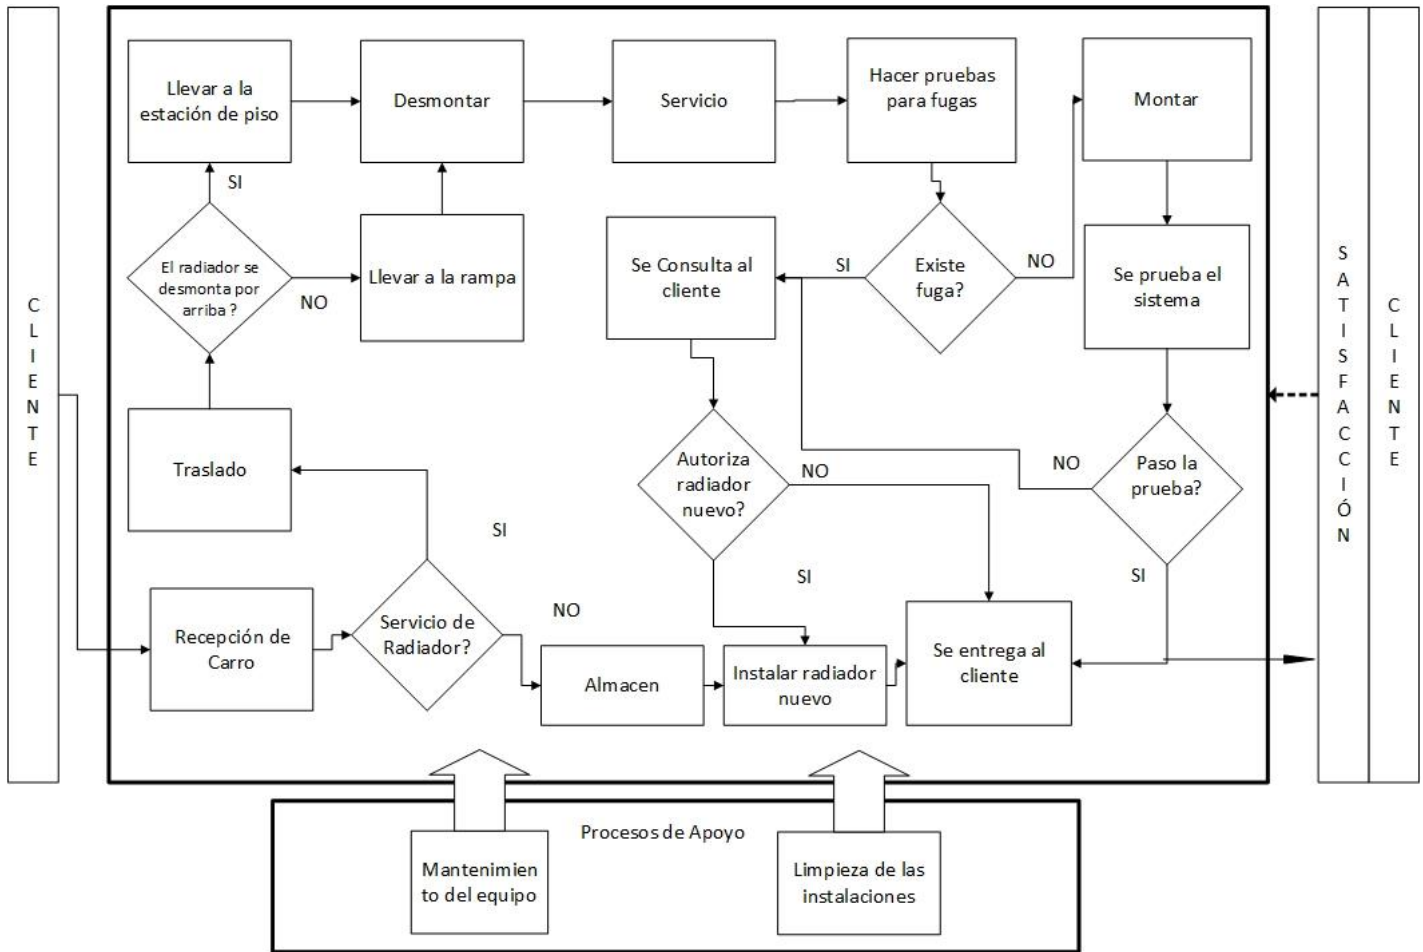 CLIENTE
Llevar a la
estación de piso
Desmontar
Servicio
Hacer pruebas
para fugas
Montar
SI
El radiador se
desmonta por
arriba ?
NO
Llevar a la rampa
Se Consulta al
cliente
SI
Existe
fuga?
NO
Se prueba el
sistema
Traslado
SI
Autoriza
radiador
nuevo?
NO
SI
NO
Paso la
prueba?
SI
Recepción de
Carro
Servicio de
Radiador?
NO
Almacen
Instalar radiador
nuevo
Se entrega al
cliente
SATISFACCIÓN
CLIENTE
Procesos de Apoyo
Mantenimien
to del equipo
Limpieza de las
instalaciones